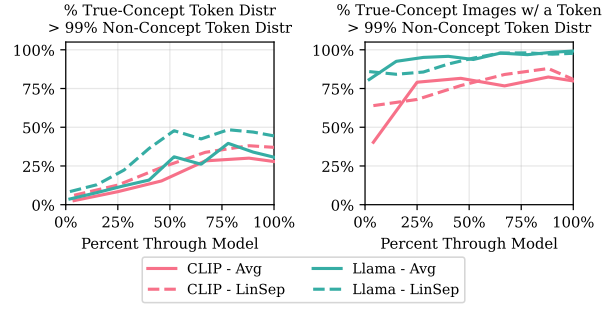 % True-Concept Token Distr
> 99% Non-Concept Token Distr
100%
75%
50%
25%
0%
0% 25% 50% 75% 100%
Percent Through Model
% True-Concept Images w/ a Token
> 99% Non-Concept Token Distr
100%
75%
50%
25%
0%
0% 25% 50% 75% 100%
Percent Through Model
CLIP - Avg
CLIP - LinSep
Llama - Avg
Llama - LinSep